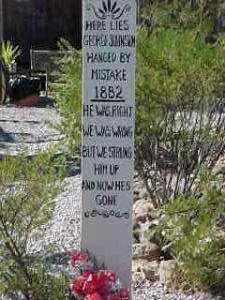 HERE LIES
GEORGE JOHNSON
HANGED BY
MISTAKE
1882
HE WAS RIGHT
WE WAS WRONG
BUT WE STRUNG
HIM UP
AND NOW HE'S
GONE